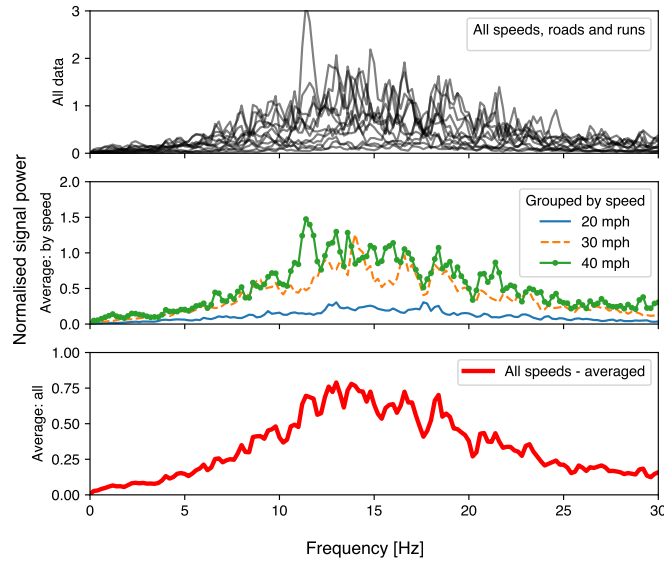 Normalised signal power
All data
3
2
1
0
All speeds, roads and runs
Average: by speed
2.0
1.5
1.0
0.5
0.0
Grouped by speed
20 mph
30 mph
40 mph
Average: all
1.00
0.75
0.50
0.25
0.00
All speeds - averaged
0 5 10 15 20 25 30
Frequency [Hz]